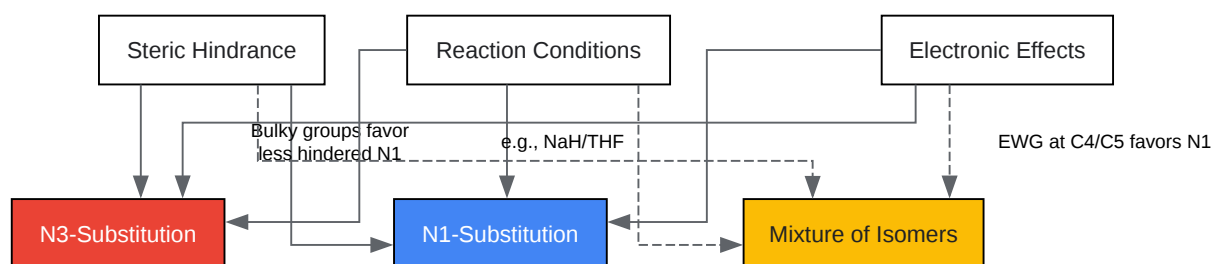 Steric Hindrance
Reaction Conditions
Electronic Effects
Bulky groups favor
less hindered N1
e.g., NaH/THF
EWG at C4/C5 favors N1
N3-Substitution
N1-Substitution
Mixture of Isomers